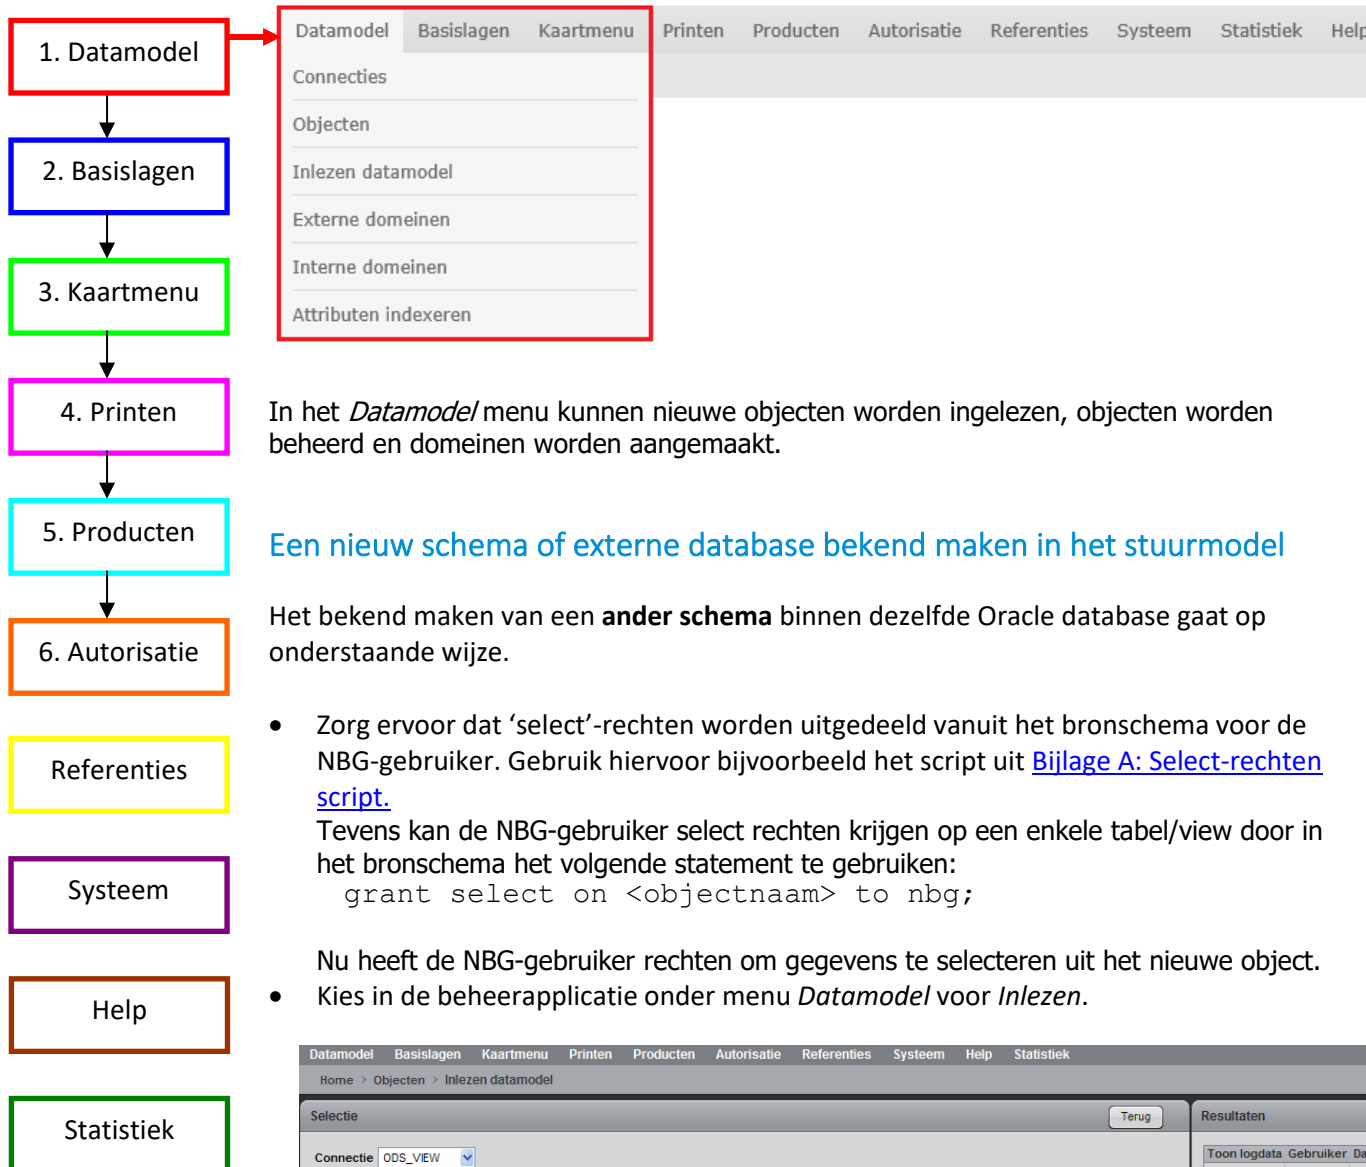 1. Datamodel
2. Basislagen
3. Kaartmenu
4. Printen
5. Producten
6. Autorisatie
Referenties
Systeem
Help
Statistiek
Datamodel Basislagen Kaartmenu Printen Producten Autorisatie Referenties Systeem Statistiek Help
Connecties
Objecten
Inlezen datamodel
Externe domeinen
Interne domeinen
Attributen indexeren
In het Datamodel menu kunnen nieuwe objecten worden ingelezen, objecten worden
beheerd en domeinen worden aangemaakt.
Een nieuw schema of externe database bekend maken in het stuurmodel
Het bekend maken van een ander schema binnen dezelfde Oracle database gaat op
onderstaande wijze.
• Zorg ervoor dat ‘select’-rechten worden uitgedeeld vanuit het bronschema voor de
NBG-gebruiker. Gebruik hiervoor bijvoorbeeld het script uit Bijlage A: Select-rechten
script.
Tevens kan de NBG-gebruiker select rechten krijgen op een enkele tabel/view door in
het bronschema het volgende statement te gebruiken:
grant select on <objectnaam> to nbg;
Nu heeft de NBG-gebruiker rechten om gegevens te selecteren uit het nieuwe object.
• Kies in de beheerapplicatie onder menu Datamodel voor Inlezen.
Datamodel Basislagen Kaartmenu Printen Producten Autorisatie Referenties Systeem Help Statistiek
Home > Objecten > Inlezen datamodel
Selectie Terug Resultaten
Connectie ODS_VIEW Toon logdata Gebruiker Da